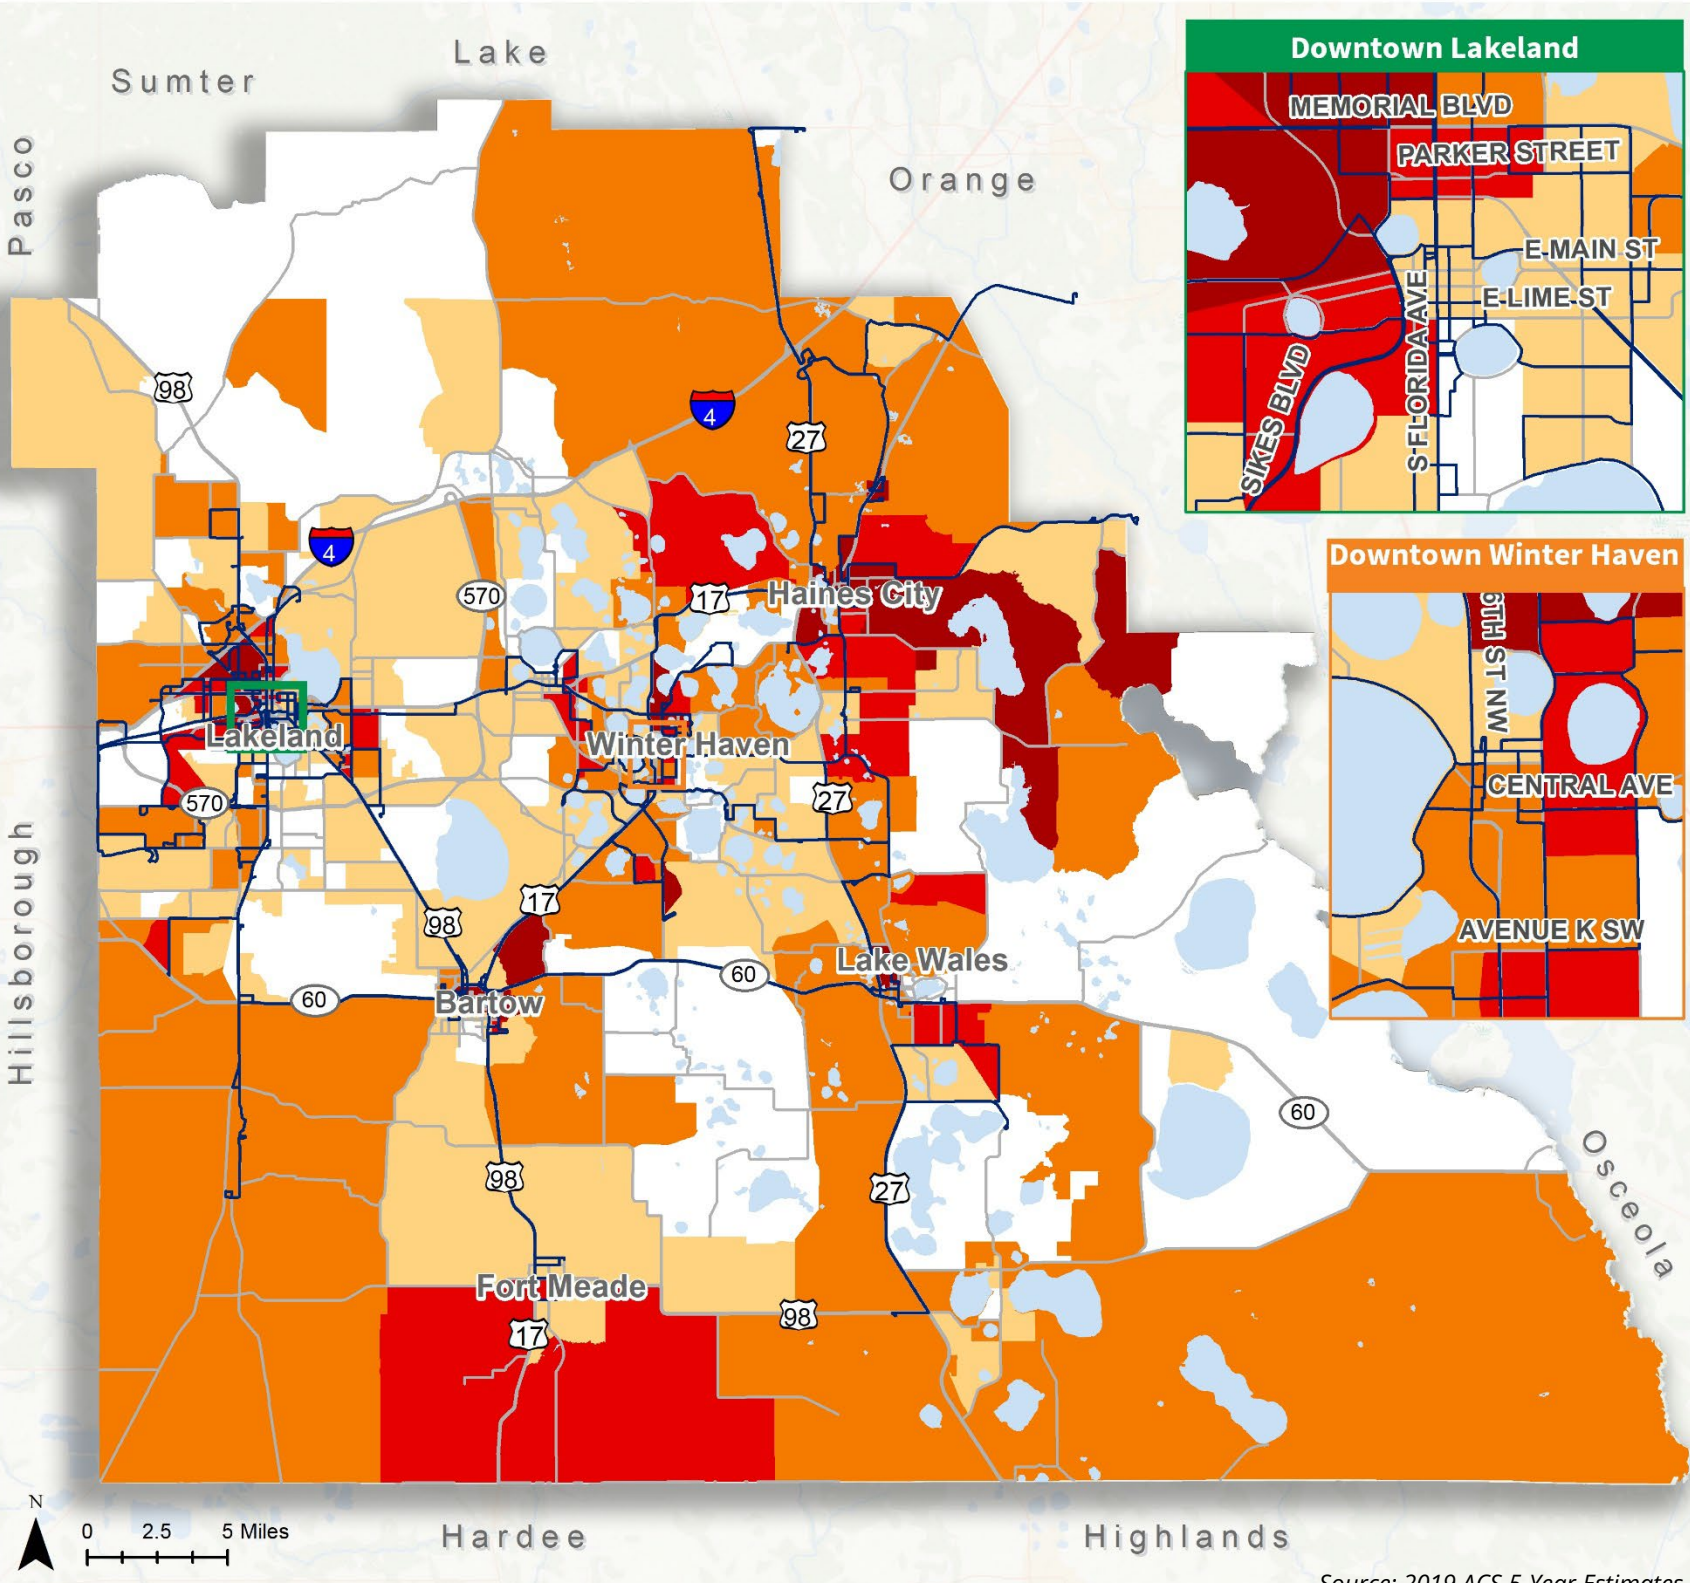 Lake
Sumter
Pasco
Orange
Hillsborough
Osceola
Hardee
Highlands
98
4
27
4
570
17
Haines City
Lakeland
Winter Haven
570
27
17
98
Lake Wales
60
60
Bartow
60
98
27
Fort Meade
98
17
Downtown Lakeland
MEMORIAL BLVD
PARKER STREET
E MAIN ST
E LIME ST
S FLORIDA AVE
SIKES BLVD
Downtown Winter Haven
6TH ST NW
CENTRAL AVE
AVENUE K SW
N
0 2.5 5 Miles
Source: 2019 ACS 5-Year Estimates